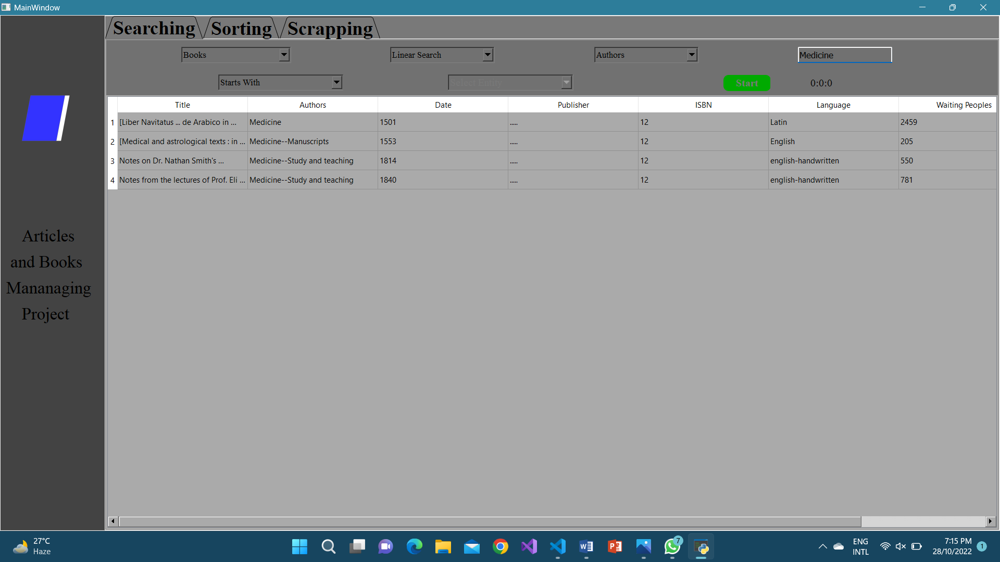 MainWindow
Searching Sorting Scrapping
Books Linear Search Authors Medicine
Starts With Select Entity Start 0:0:0
Title Authors Date Publisher ISBN Language Waiting Peoples
1 [Liber Navitatus ... de Arabico in ... Medicine 1501 ..... 12 Latin 2459
2 [Medical and astrological texts : in ... Medicine--Manuscripts 1553 ..... 12 English 205
3 Notes on Dr. Nathan Smith's ... Medicine--Study and teaching 1814 ..... 12 english-handwritten 550
4 Notes from the lectures of Prof. Eli ... Medicine--Study and teaching 1840 ..... 12 english-handwritten 781
Articles
and Books
Mananaging
Project
27°C
Haze
7
ENG
INTL
7:15 PM
28/10/2022
1